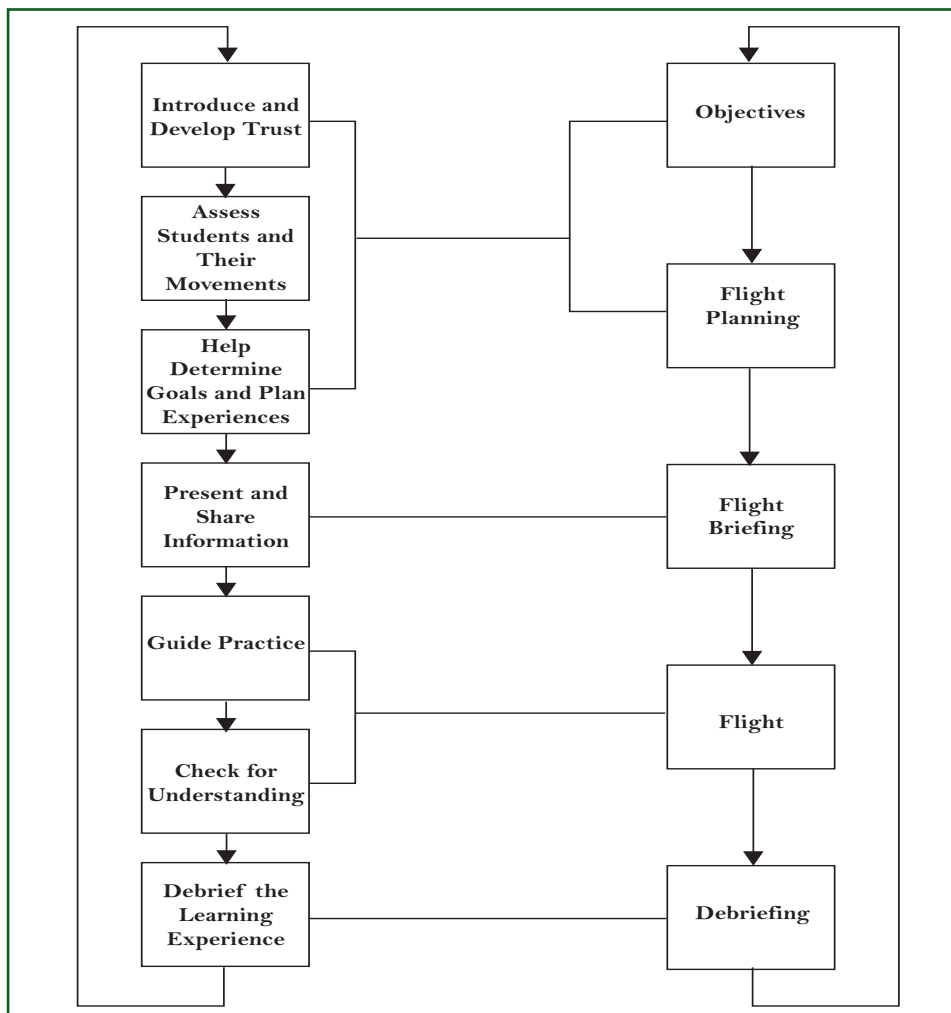 Introduce and
Develop Trust
Assess
Students and
Their
Movements
Help
Determine
Goals and Plan
Experiences
Present and
Share
Information
Guide Practice
Check for
Understanding
Debrief the
Learning
Experience
Objectives
Flight
Planning
Flight
Briefing
Flight
Debriefing